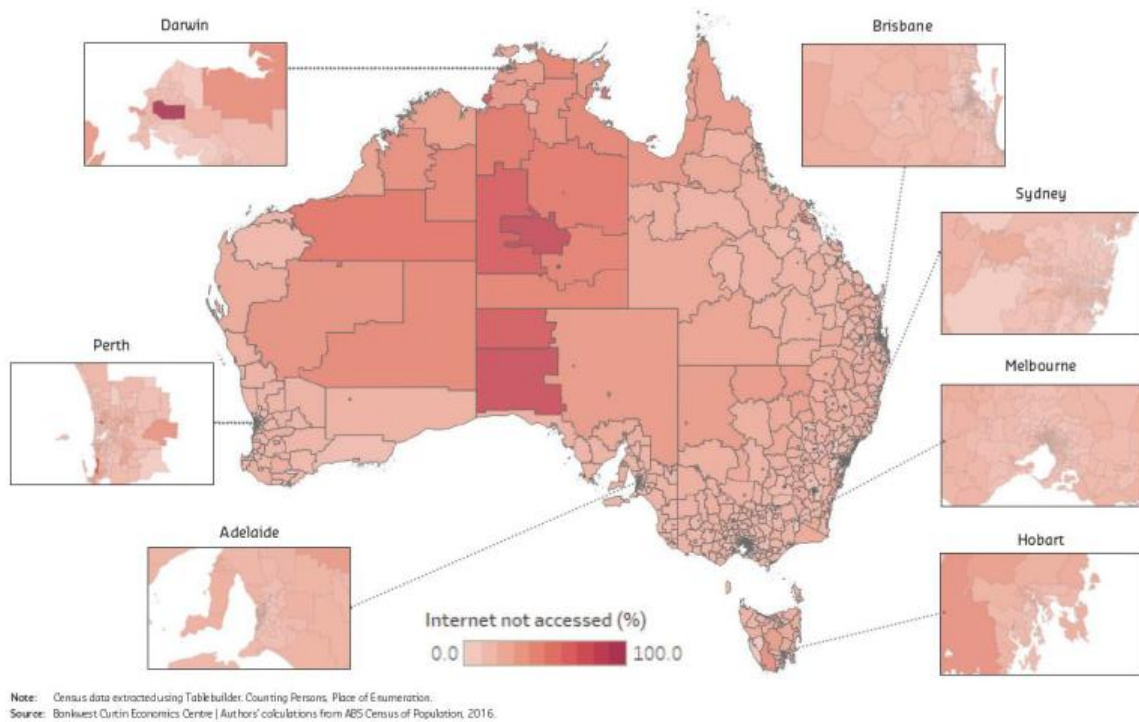 Darwin
Brisbane
Sydney
Perth
Melbourne
Adelaide
Hobart
Internet not accessed (%)
0.0 100.0
Note: Census data extracted using Tablebuilder. Counting Persons, Place of Enumeration.
Source: Bankwest Curtin Economics Centre | Authors' calculations from ABS Census of Population, 2016.